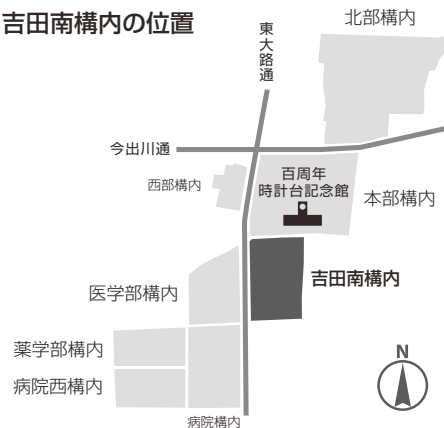 吉田南構内の位置
北部構内
東大路通
今出川通
西部構内
百周年
時計台記念館
本部構内
吉田南構内
医学部構内
薬学部構内
病院西構内
病院構内
N